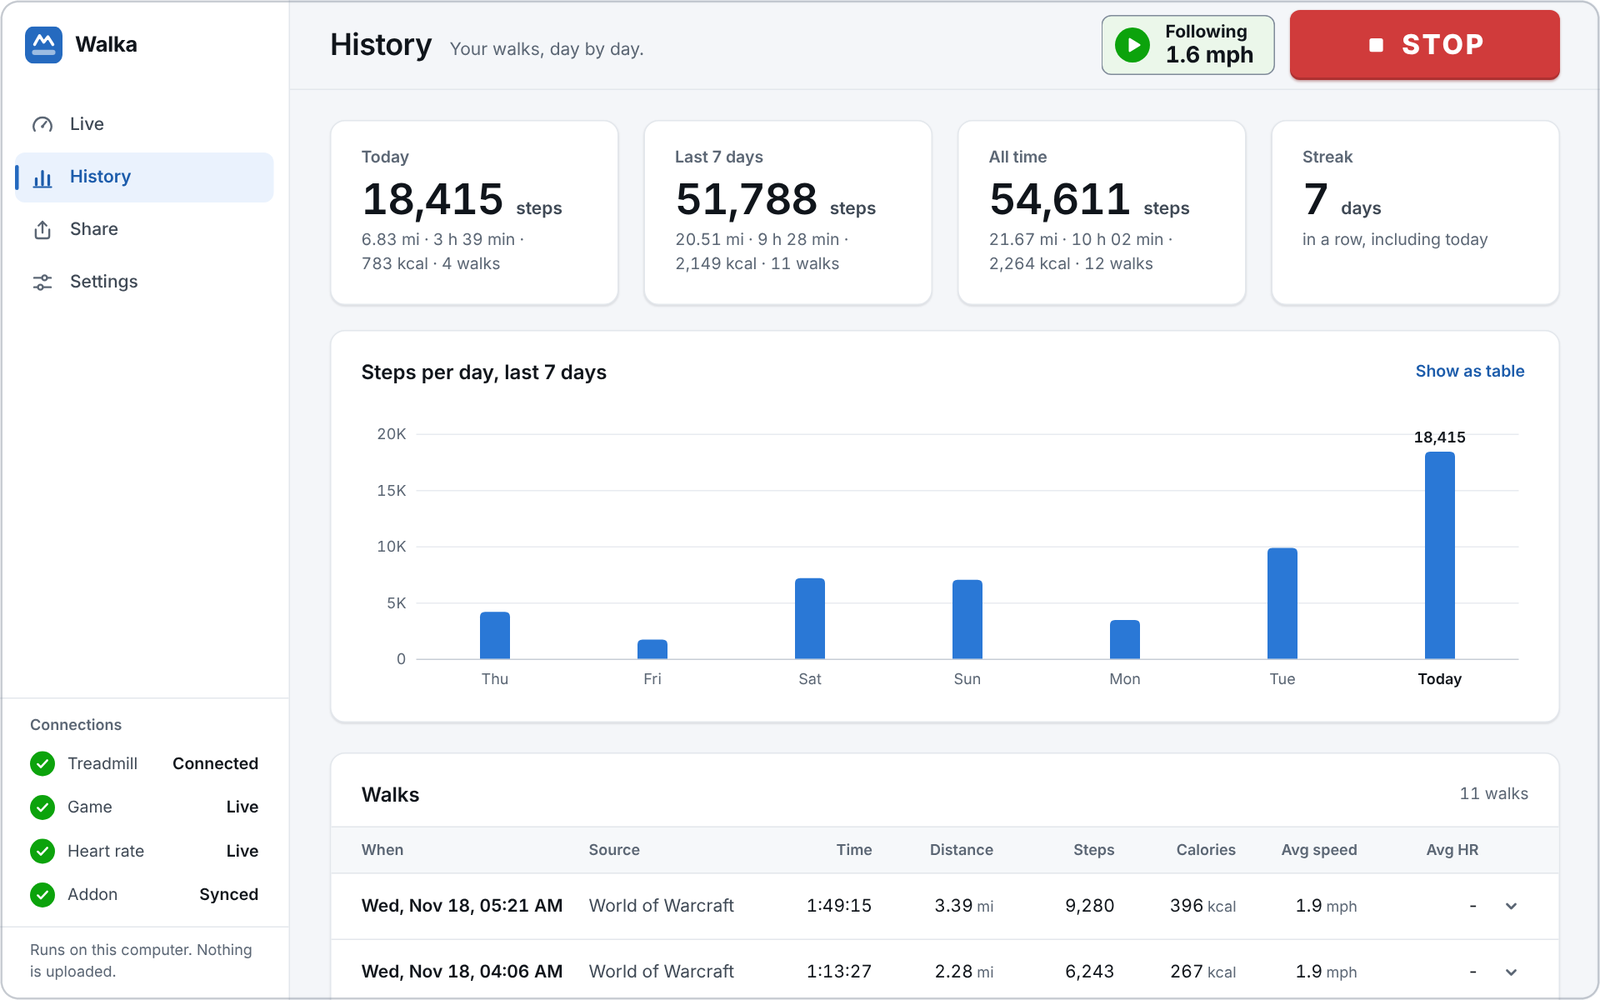 Walka
Live
History
Share
Settings
Connections
Treadmill Connected
Game Live
Heart rate Live
Addon Synced
Runs on this computer. Nothing
is uploaded.
History Your walks, day by day.
Following
1.6 mph
STOP
Today
18,415 steps
6.83 mi · 3 h 39 min ·
783 kcal · 4 walks
Last 7 days
51,788 steps
20.51 mi · 9 h 28 min ·
2,149 kcal · 11 walks
All time
54,611 steps
21.67 mi · 10 h 02 min ·
2,264 kcal · 12 walks
Streak
7 days
in a row, including today
Steps per day, last 7 days Show as table
20K
15K
10K
5K
0
18,415
Thu Fri Sat Sun Mon Tue Today
Walks 11 walks
When Source Time Distance Steps Calories Avg speed Avg HR
Wed, Nov 18, 05:21 AM World of Warcraft 1:49:15 3.39 mi 9,280 396 kcal 1.9 mph -
Wed, Nov 18, 04:06 AM World of Warcraft 1:13:27 2.28 mi 6,243 267 kcal 1.9 mph -